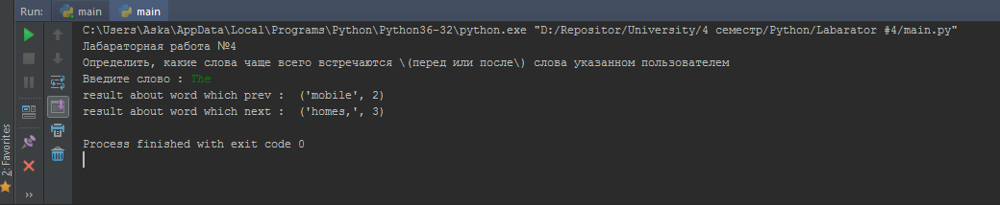 Run: main main
C:\Users\Aska\AppData\Local\Programs\Python\Python36-32\python.exe "D:/Repositor/University/4 семестр/Python/Labarator #4/main.py"
Лабараторная работа №4
Определить, какие слова чаще всего встречаются \(перед или после\) слова указанном пользователем
Введите слово : The
result about word which prev :  ('mobile', 2)
result about word which next :  ('homes,', 3)
Process finished with exit code 0
2: Favorites